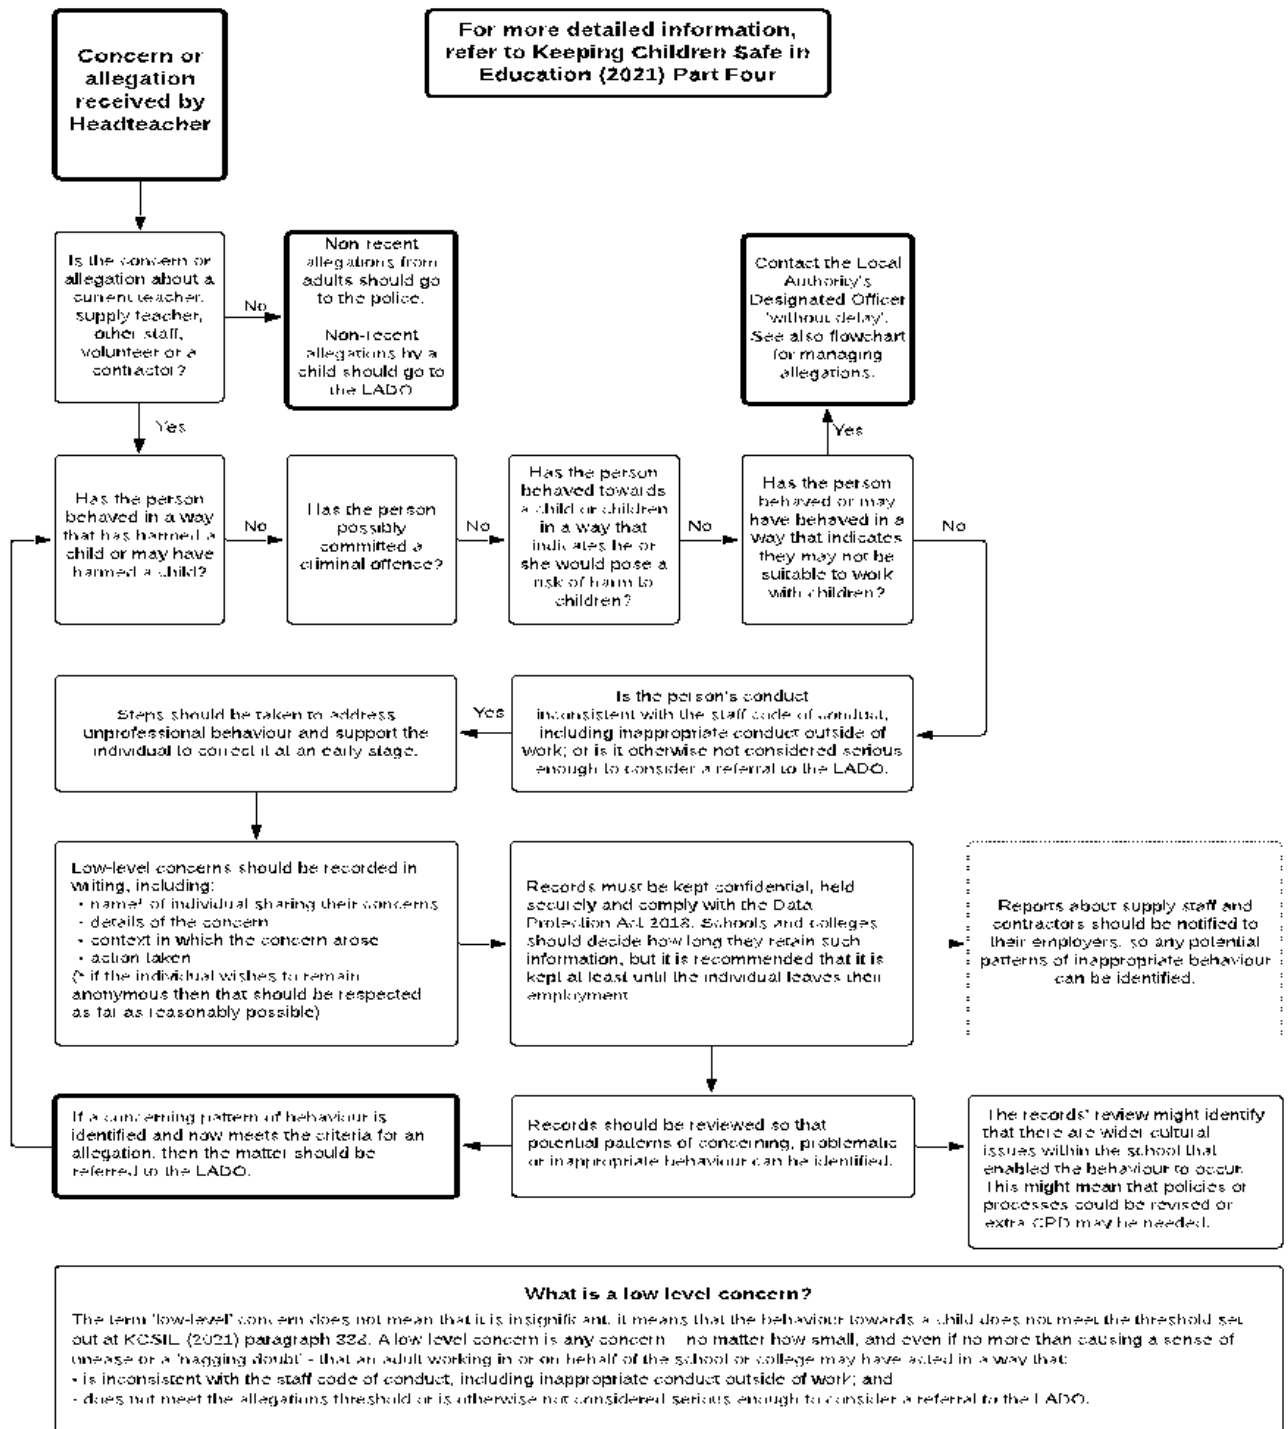 Concern or
allegation
received by
Headteacher
For more detailed information,
refer to Keeping Children Safe in
Education (2021) Part Four
Is the concern or
allegation about a
current teacher,
supply teacher,
other staff,
volunteer or a
contractor?
No
Non recent
allegations from
adults should go
to the police.
Non-recent
allegations by a
child should go to
the LADO
Contact the Local
Authority's
Designated Officer
'without delay'.
See also flowchart
for managing
allegations.
Yes
Yes
Has the person
behaved in a way
that has harmed a
child or may have
harmed a child?
No
Has the person
possibly
committed a
criminal offence?
No
Has the person
behaved towards
a child or children
in a way that
indicates he or
she would pose a
risk of harm to
children?
No
Has the person
behaved or may
have behaved in a
way that indicates
they may not be
suitable to work
with children?
No
Steps should be taken to address
unprofessional behaviour and support the
individual to correct it at an early stage.
Yes
Is the person's conduct
inconsistent with the staff code of conduct,
including inappropriate conduct outside of
work; or is it otherwise not considered serious
enough to consider a referral to the LADO.
Low-level concerns should be recorded in
writing, including:
- name* of individual sharing their concerns
- details of the concern
- context in which the concern arose
- action taken
(* if the individual wishes to remain
anonymous then that should be respected
as far as reasonably possible)
Records must be kept confidential, held
securely and comply with the Data
Protection Act 2018. Schools and colleges
should decide how long they retain such
information, but it is recommended that it is
kept at least until the individual leaves their
employment
Reports about supply staff and
contractors should be notified to
their employers, so any potential
patterns of inappropriate behaviour
can be identified.
If a concerning pattern of behaviour is
identified and now meets the criteria for an
allegation, then the matter should be
referred to the LADO.
Records should be reviewed so that
potential patterns of concerning, problematic
or inappropriate behaviour can be identified.
The records' review might identify
that there are wider cultural
issues within the school that
enabled the behaviour to occur.
This might mean that policies or
processes could be revised or
extra CPD may be needed.
What is a low level concern?
The term 'low-level' concern does not mean that it is insignificant, it means that the behaviour towards a child does not meet the threshold set
out at KCSIE (2021) paragraph 338. A low level concern is any concern – no matter how small, and even if no more than causing a sense of
unease or a 'nagging doubt' - that an adult working in or on behalf of the school or college may have acted in a way that:
- is inconsistent with the staff code of conduct, including inappropriate conduct outside of work; and
- does not meet the allegations threshold or is otherwise not considered serious enough to consider a referral to the LADO.